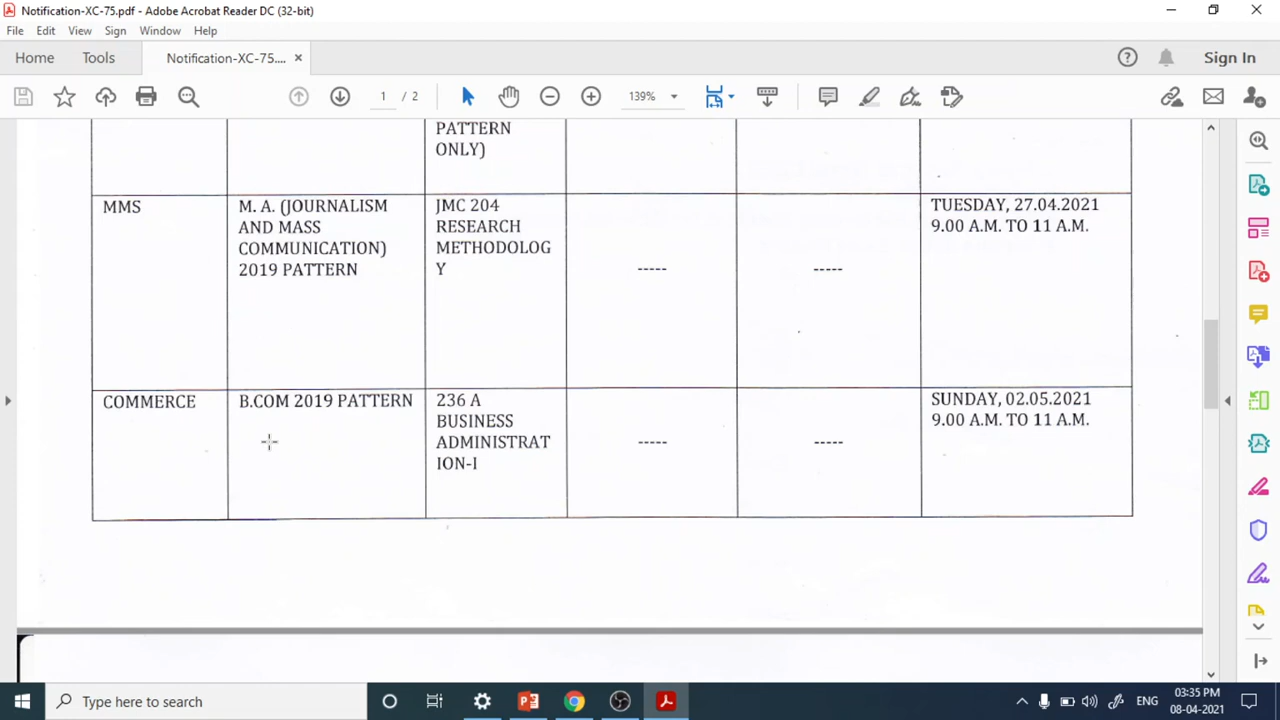 Notification-XC-75.pdf - Adobe Acrobat Reader DC (32-bit)
File Edit View Sign Window Help
Home Tools Notification-XC-75.... × Sign In
1 / 2 139%
PATTERN
ONLY)
MMS M. A. (JOURNALISM JMC 204 TUESDAY, 27.04.2021
AND MASS RESEARCH 9.00 A.M. TO 11 A.M.
COMMUNICATION) METHODOLOG
2019 PATTERN Y ----- -----
COMMERCE B.COM 2019 PATTERN 236 A SUNDAY, 02.05.2021
BUSINESS 9.00 A.M. TO 11 A.M.
ADMINISTRAT ----- -----
ION-I
Type here to search ENG 03:35 PM
08-04-2021